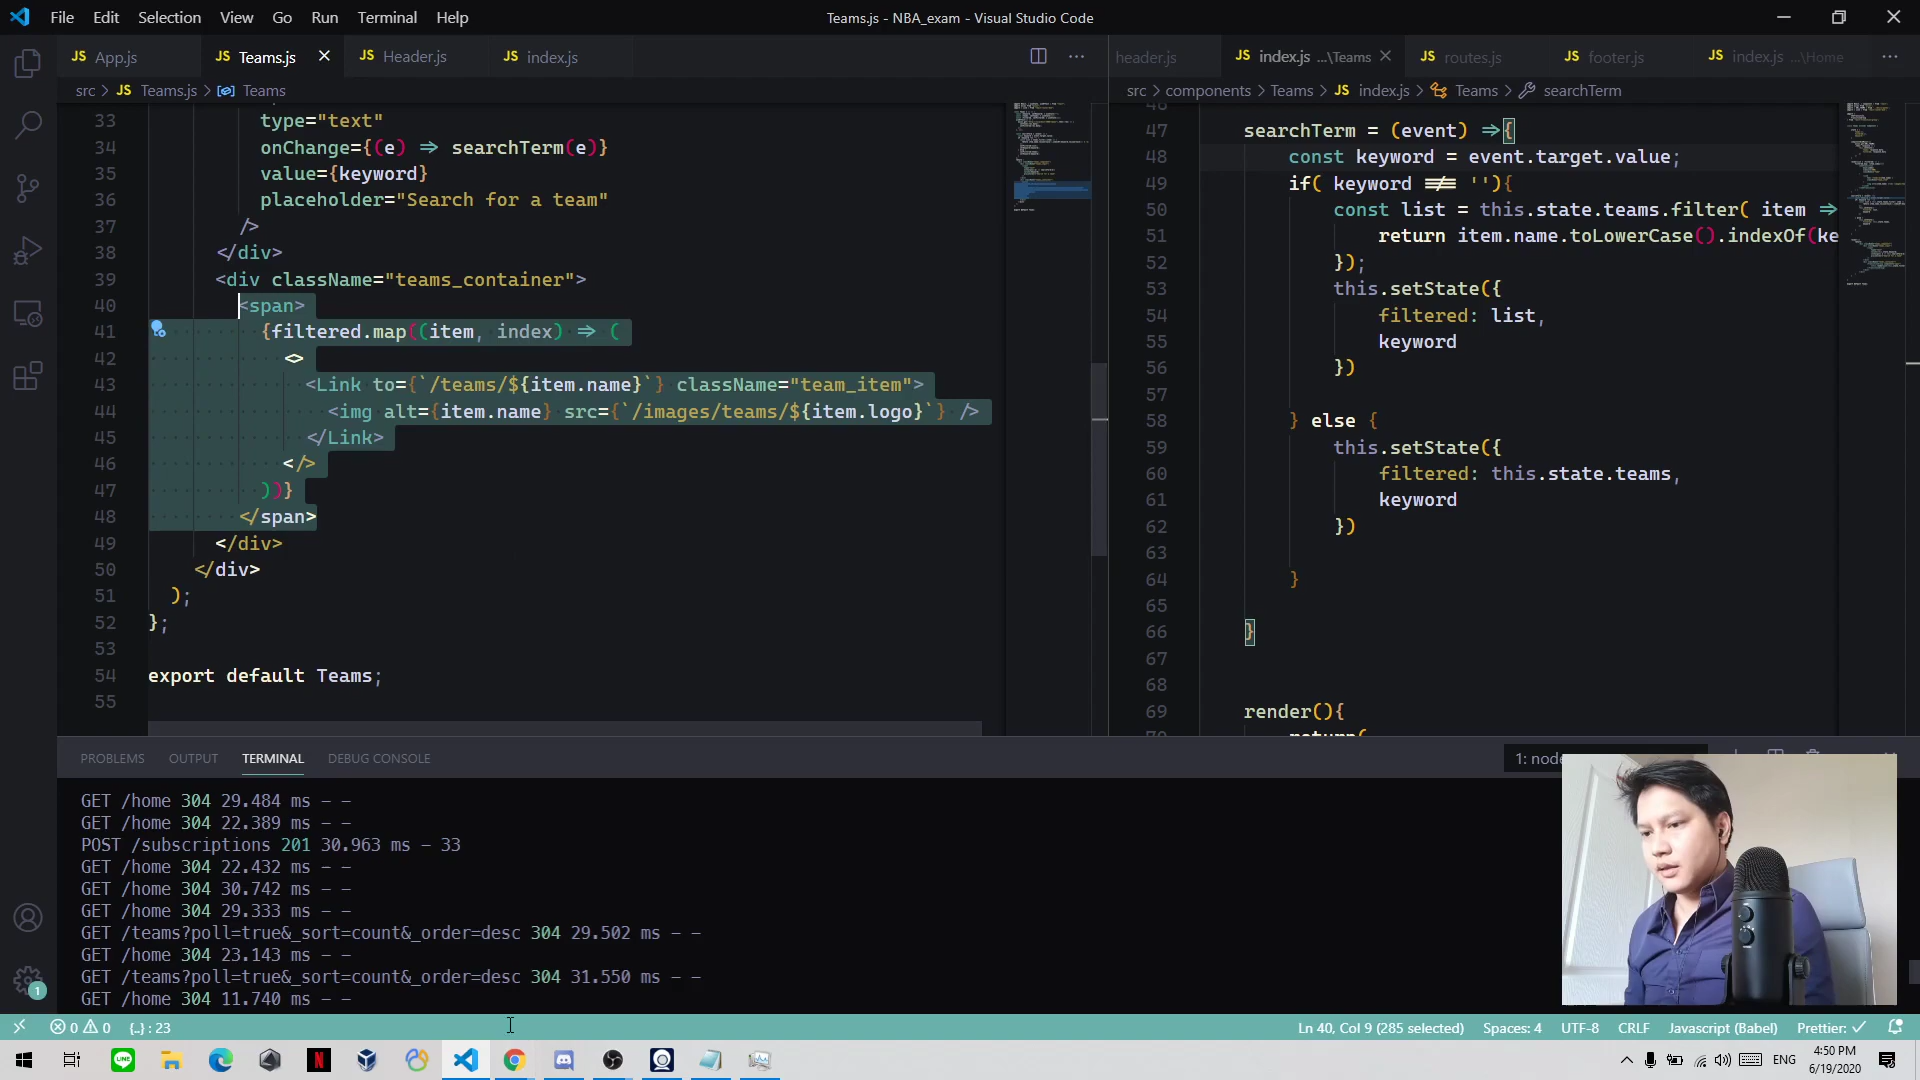 File Edit Selection View Go Run Terminal Help
Teams.js - NBA_exam - Visual Studio Code
JS App.js
JS Teams.js
JS Header.js
JS index.js
src > JS Teams.js > Teams
33 type="text"
34 onChange={(e) => searchTerm(e)}
35 value={keyword}
36 placeholder="Search for a team"
37 />
38 </div>
39 <div className="teams_container">
40 <span>
41 {filtered.map((item, index) => (
42 <>
43 <Link to={`/teams/${item.name}`} className="team_item">
44 <img alt={item.name} src={`/images/teams/${item.logo}`} />
45 </Link>
46 </>
47 ))}
48 </span>
49 </div>
50 </div>
51 );
52 };
53
54 export default Teams;
55
header.js
JS index.js ...\Teams
JS routes.js
JS footer.js
JS index.js ...\Home
src > components > Teams > JS index.js > Teams > searchTerm
46
47 searchTerm = (event) =>{
48 const keyword = event.target.value;
49 if( keyword !== ''){
50 const list = this.state.teams.filter( item =>
51 return item.name.toLowerCase().indexOf(ke
52 });
53 this.setState({
54 filtered: list,
55 keyword
56 })
57
58 } else {
59 this.setState({
60 filtered: this.state.teams,
61 keyword
62 })
63
64 }
65
66 }
67
68
69 render(){
70 return(
PROBLEMS OUTPUT TERMINAL DEBUG CONSOLE
1: node
GET /home 304 29.484 ms - -
GET /home 304 22.389 ms - -
POST /subscriptions 201 30.963 ms - 33
GET /home 304 22.432 ms - -
GET /home 304 30.742 ms - -
GET /home 304 29.333 ms - -
GET /teams?poll=true&_sort=count&_order=desc 304 29.502 ms - -
GET /home 304 23.143 ms - -
GET /teams?poll=true&_sort=count&_order=desc 304 31.550 ms - -
GET /home 304 11.740 ms - -
1
0 0 {..} : 23
Ln 40, Col 9 (285 selected) Spaces: 4 UTF-8 CRLF Javascript (Babel) Prettier: ✓
LINE
N
ENG
4:50 PM
6/19/2020